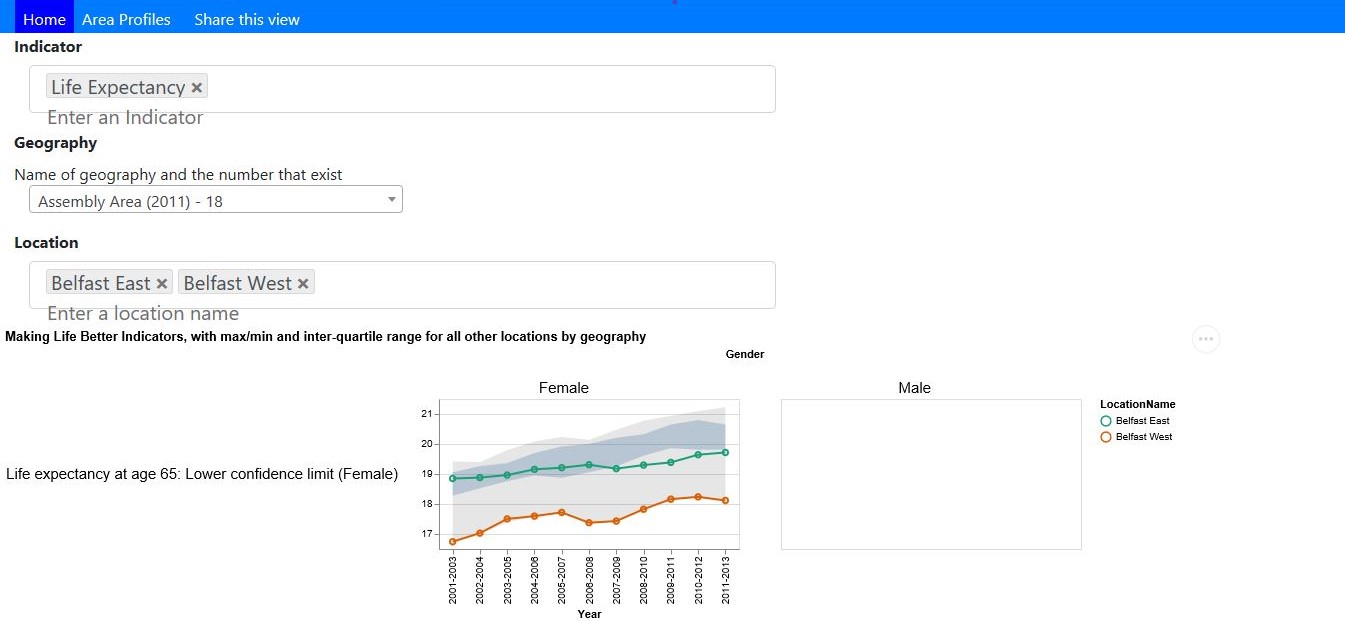 Home Area Profiles Share this view
Indicator
Life Expectancy ×
Enter an Indicator
Geography
Name of geography and the number that exist
Assembly Area (2011) - 18
Location
Belfast East × Belfast West ×
Enter a location name
Making Life Better Indicators, with max/min and inter-quartile range for all other locations by geography
Gender
Female
Male
Life expectancy at age 65: Lower confidence limit (Female)
21
20
19
18
17
2001-2003
2002-2004
2003-2005
2004-2006
2005-2007
2006-2008
2007-2009
2008-2010
2009-2011
2010-2012
2011-2013
Year
LocationName
Belfast East
Belfast West